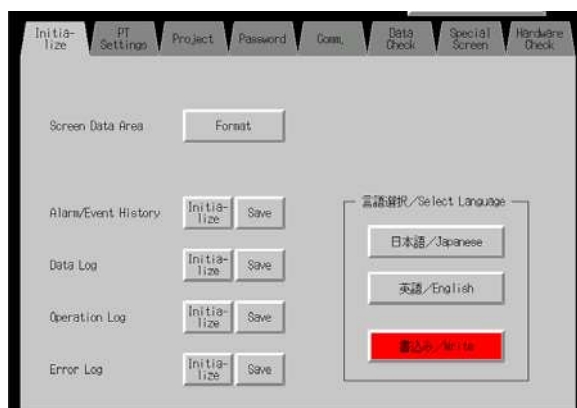 Initia-
lize
PT
Settings
Project
Password
Comm.
Data
Check
Special
Screen
Hardware
Check
Screen Data Area
Format
Alarm/Event History
Initia-
lize
Save
言語選択/Select Language
日本語/Japanese
Data Log
Initia-
lize
Save
英語/English
Operation Log
Initia-
lize
Save
書込み/Write
Error Log
Initia-
lize
Save